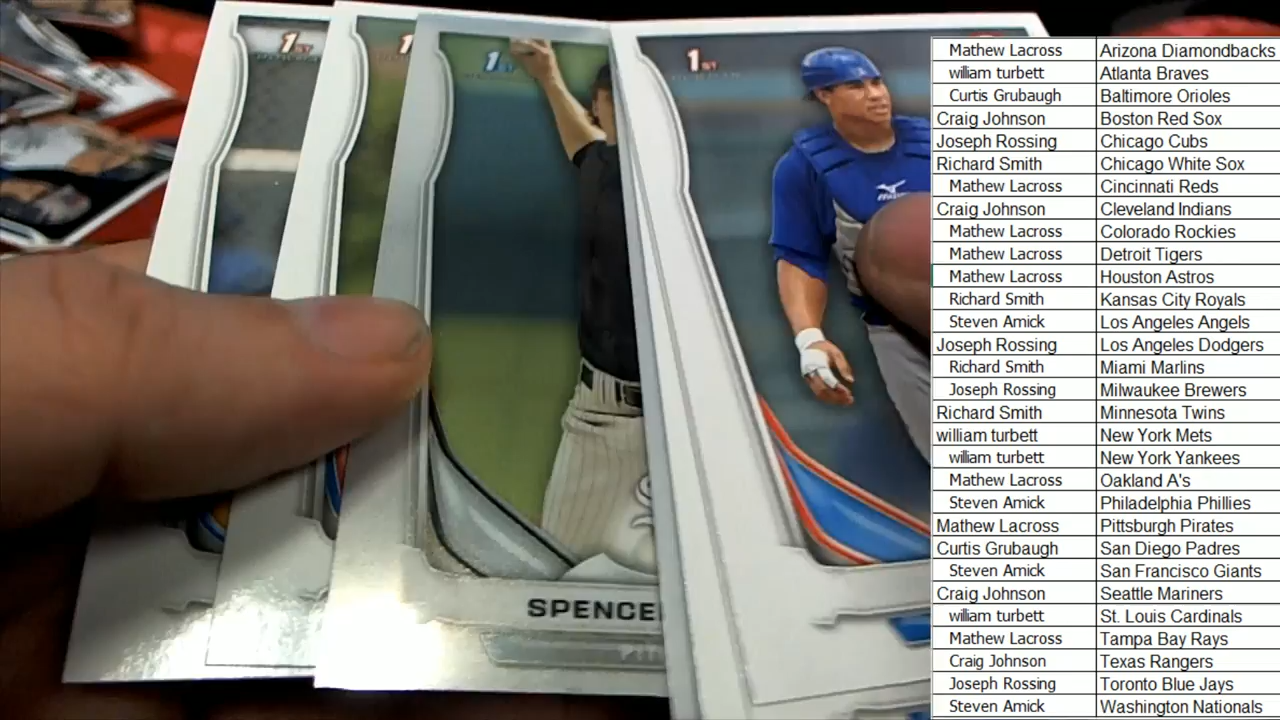 1ST
1ST
1ST
1ST
SPENCE
PIT
Mathew Lacross Arizona Diamondbacks
william turbett Atlanta Braves
Curtis Grubaugh Baltimore Orioles
Craig Johnson Boston Red Sox
Joseph Rossing Chicago Cubs
Richard Smith Chicago White Sox
Mathew Lacross Cincinnati Reds
Craig Johnson Cleveland Indians
Mathew Lacross Colorado Rockies
Mathew Lacross Detroit Tigers
Mathew Lacross Houston Astros
Richard Smith Kansas City Royals
Steven Amick Los Angeles Angels
Joseph Rossing Los Angeles Dodgers
Richard Smith Miami Marlins
Joseph Rossing Milwaukee Brewers
Richard Smith Minnesota Twins
william turbett New York Mets
william turbett New York Yankees
Mathew Lacross Oakland A's
Steven Amick Philadelphia Phillies
Mathew Lacross Pittsburgh Pirates
Curtis Grubaugh San Diego Padres
Steven Amick San Francisco Giants
Craig Johnson Seattle Mariners
william turbett St. Louis Cardinals
Mathew Lacross Tampa Bay Rays
Craig Johnson Texas Rangers
Joseph Rossing Toronto Blue Jays
Steven Amick Washington Nationals